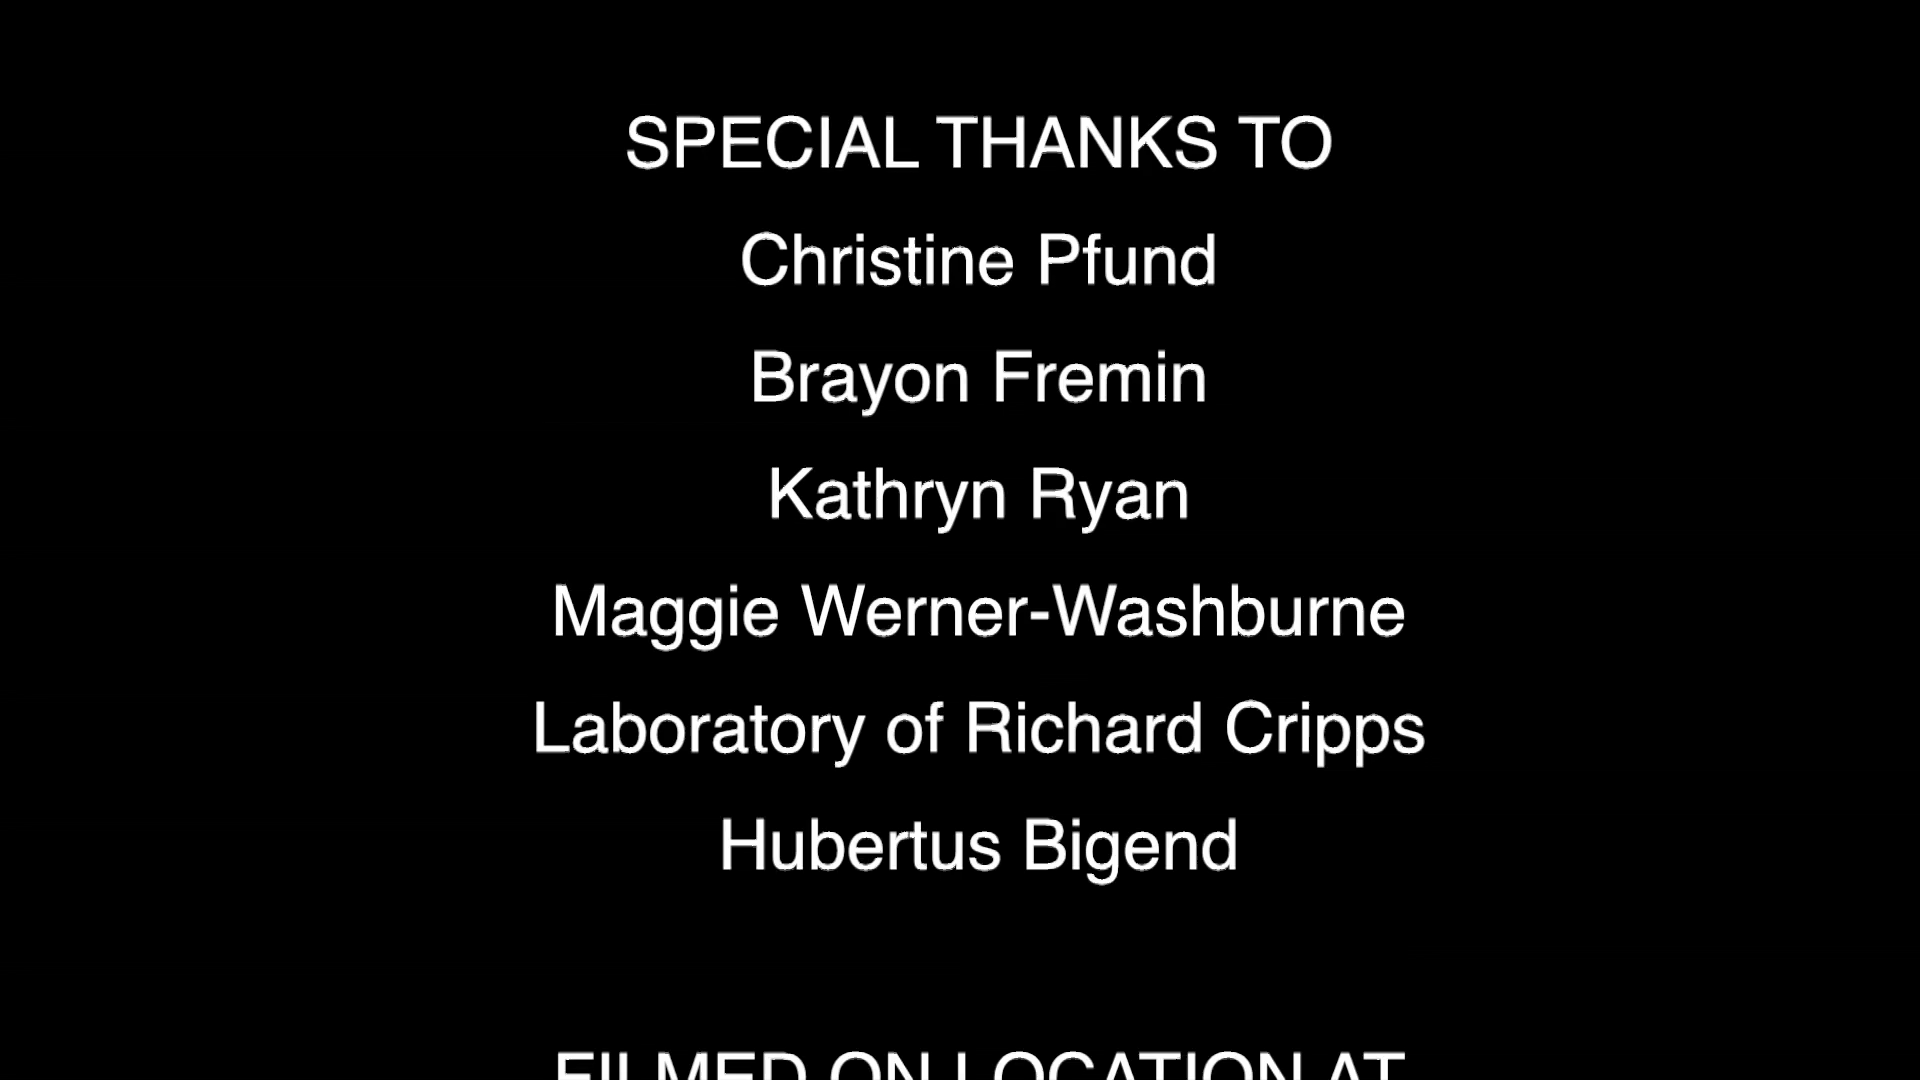 SPECIAL THANKS TO
Christine Pfund
Brayon Fremin
Kathryn Ryan
Maggie Werner-Washburne
Laboratory of Richard Cripps
Hubertus Bigend
FILMED ON LOCATION AT